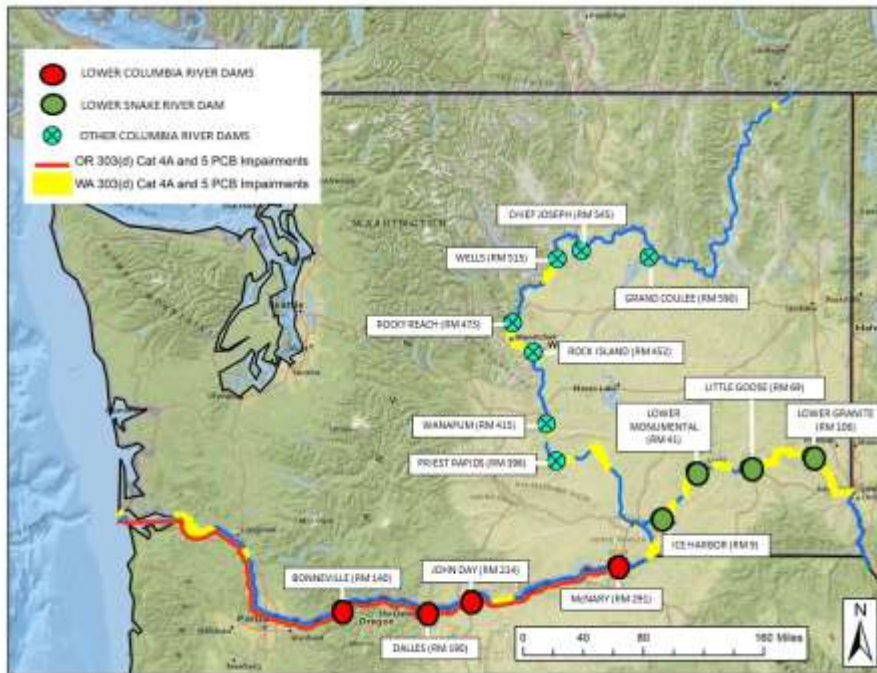 LOWER COLUMBIA RIVER DAMS
LOWER SNAKE RIVER DAM
OTHER COLUMBIA RIVER DAMS
OR 303(d) Cat 4A and 5 PCB Impairments
WA 303(d) Cat 4A and 5 PCB Impairments
CHIEF JOSEPH (RM 545)
WELLS (RM 515)
GRAND COULEE (RM 590)
ROCKY REACH (RM 473)
ROCK ISLAND (RM 452)
LITTLE GOOSE (RM 69)
LOWER
MONUMENTAL
(RM 41)
LOWER GRANITE
(RM 106)
WANAPUM (RM 415)
PRIEST RAPIDS (RM 396)
ICE HARBOR (RM 9)
JOHN DAY (RM 214)
BONNEVILLE (RM 140)
McNARY (RM 291)
DALLES (RM 190)
Oregon
N
0 40 80 160 Miles